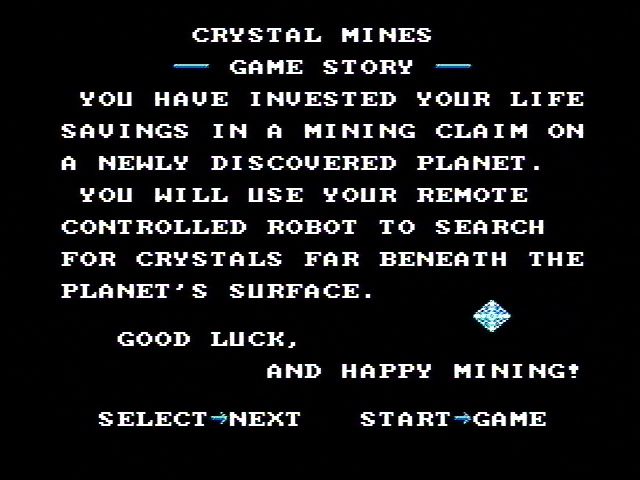 CRYSTAL MINES
— GAME STORY —
YOU HAVE INVESTED YOUR LIFE
SAVINGS IN A MINING CLAIM ON
A NEWLY DISCOVERED PLANET.
YOU WILL USE YOUR REMOTE
CONTROLLED ROBOT TO SEARCH
FOR CRYSTALS FAR BENEATH THE
PLANET'S SURFACE.
GOOD LUCK,
AND HAPPY MINING!
SELECT→NEXT START→GAME